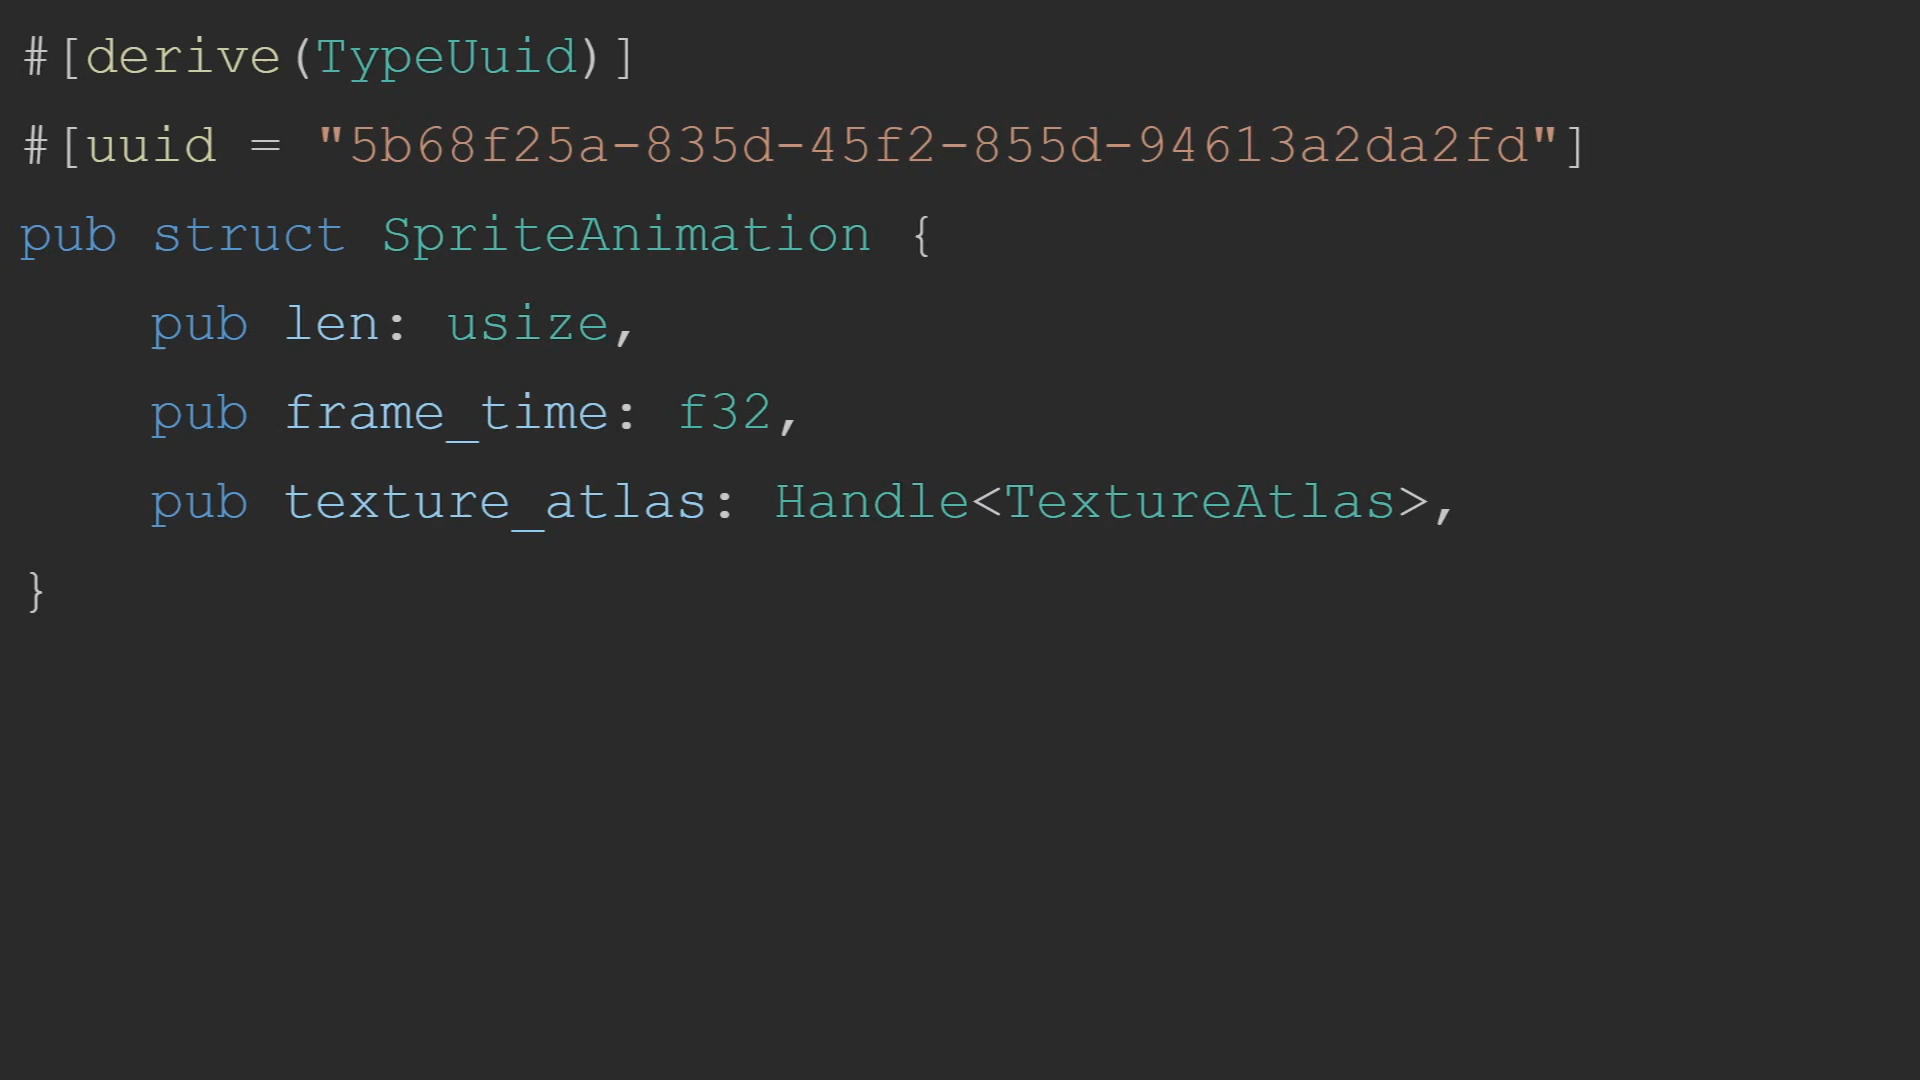 #[derive(TypeUuid)]
#[uuid = "5b68f25a-835d-45f2-855d-94613a2da2fd"]
pub struct SpriteAnimation {
    pub len: usize,
    pub frame_time: f32,
    pub texture_atlas: Handle<TextureAtlas>,
}